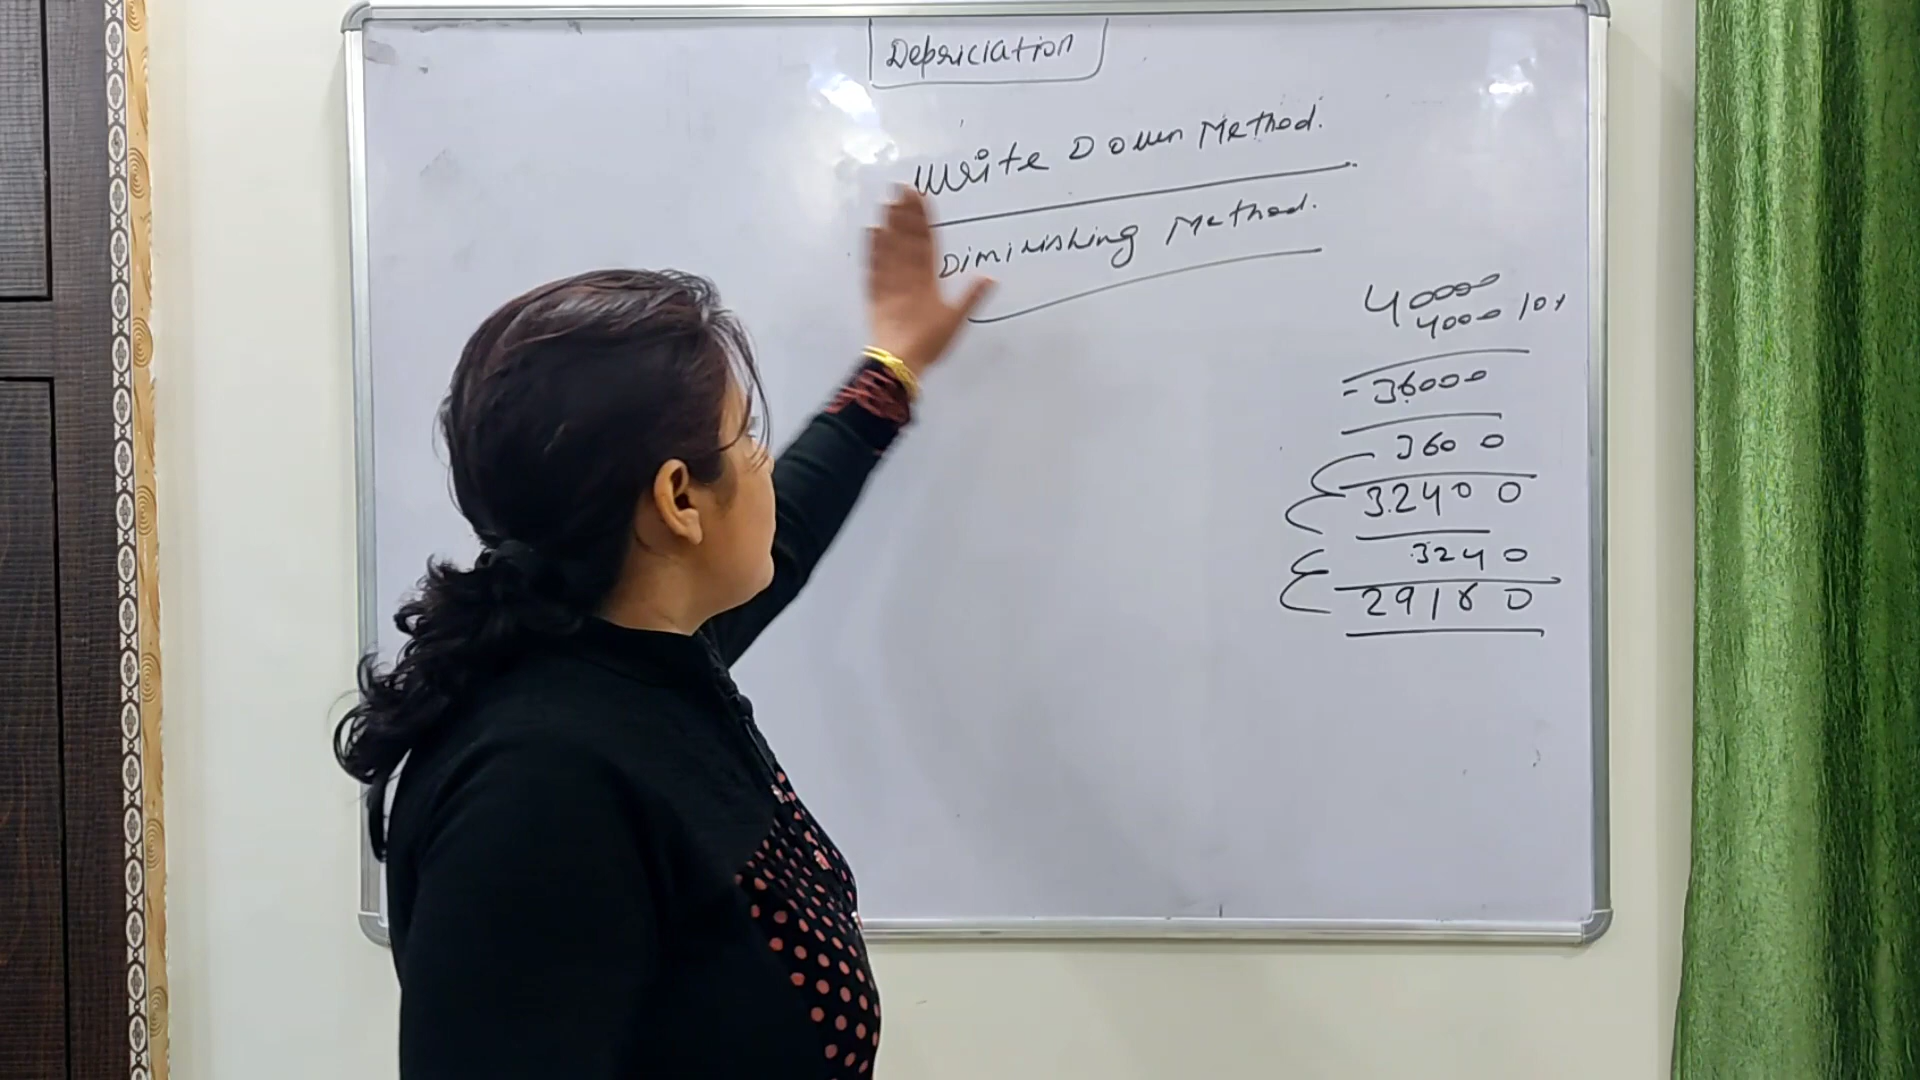 Depriciation
Write Down Method.
Diminishing Method.
40000
4000 10%
= 36000
3600
32400
3240
29160